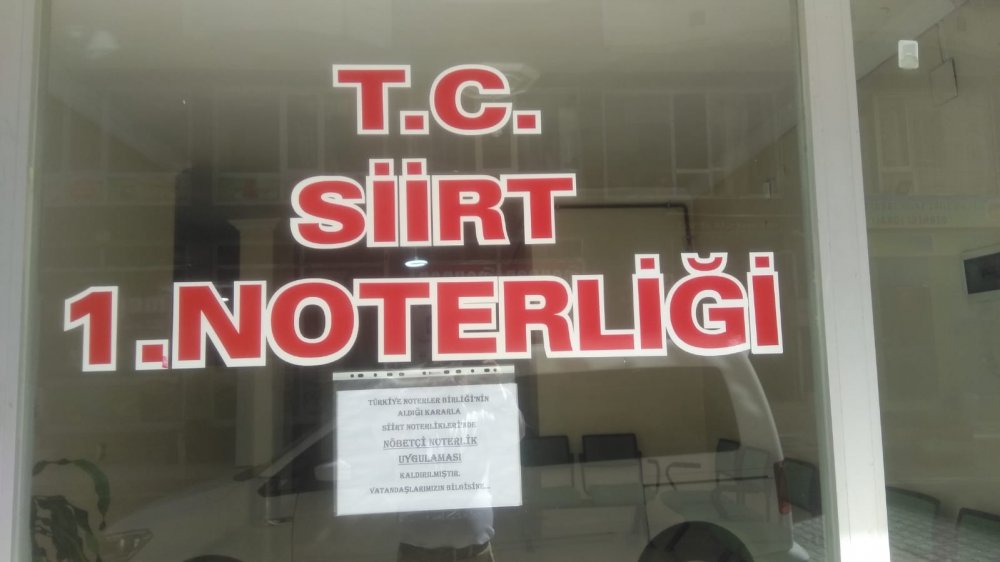 T.C.
SİİRT
1.NOTERLİĞİ
TÜRKİYE NOTERLER BİRLİĞİ'NİN
ALDIĞI KARARLA
SİİRT NOTERLİKLERİ'NDE
NÖBETÇİ NOTERLİK
UYGULAMASI
KALDIRILMIŞTIR.
VATANDAŞLARIMIZIN BİLGİSİNE...